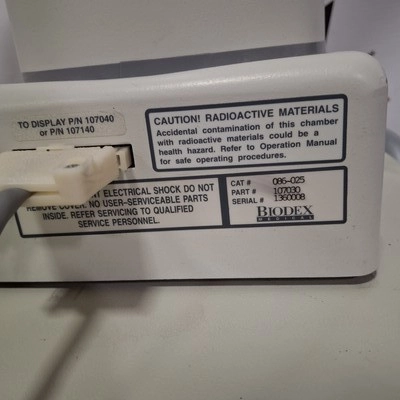 TO DISPLAY P/N 107040
or P/N 107140
CAUTION! RADIOACTIVE MATERIALS
Accidental contamination of this chamber
with radioactive materials could be a
health hazard. Refer to Operation Manual
for safe operating procedures.
ELECTRICAL SHOCK DO NOT
REMOVE COVER. NO USER-SERVICEABLE PARTS
INSIDE. REFER SERVICING TO QUALIFIED
SERVICE PERSONNEL.
CAT # 086-025
PART # 107030
SERIAL # 1360008
BIODEX
MEDICAL